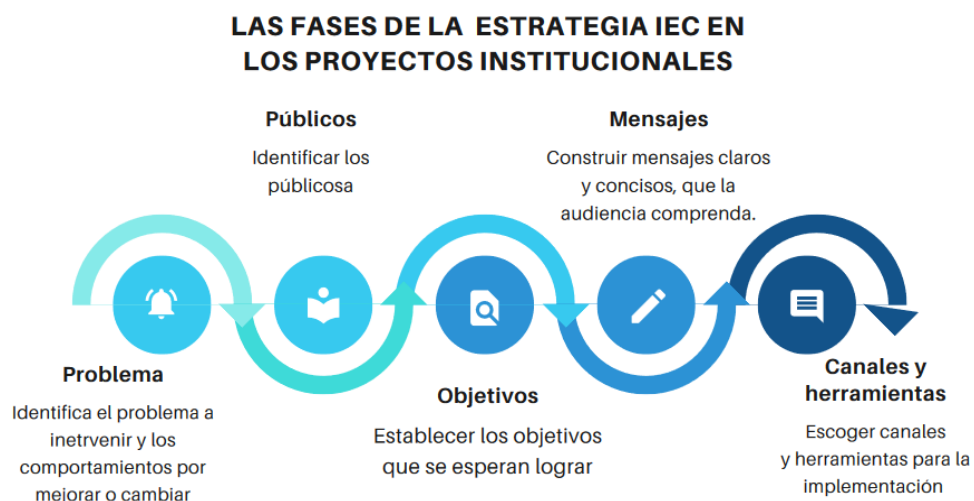 LAS FASES DE LA ESTRATEGIA IEC EN
LOS PROYECTOS INSTITUCIONALES
Problema
Identifica el problema a
inetrvenir y los
comportamientos por
mejorar o cambiar
Públicos
Identificar los
públicosa
Objetivos
Establecer los objetivos
que se esperan lograr
Mensajes
Construir mensajes claros
y concisos, que la
audiencia comprenda.
Canales y
herramientas
Escoger canales
y herramientas para la
implementación